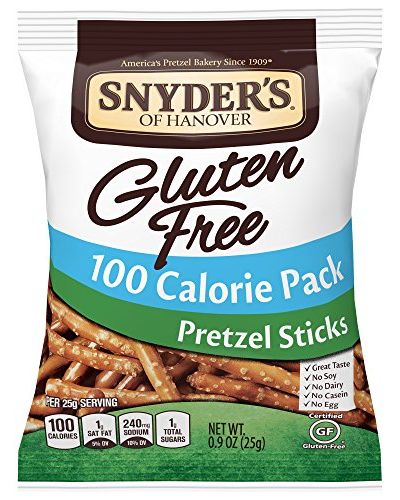 America's Pretzel Bakery Since 1909®
SNYDER'S®
OF HANOVER
Gluten
Free
100 Calorie Pack
Pretzel Sticks
✓Great Taste
✓No Soy
✓No Dairy
✓No Casein
✓No Egg
PER 25g SERVING
100
CALORIES
1g
SAT FAT
5% DV
240mg
SODIUM
10% DV
1g
TOTAL
SUGARS
NET WT.
0.9 OZ (25g)
Certified
GF
Gluten-Free®